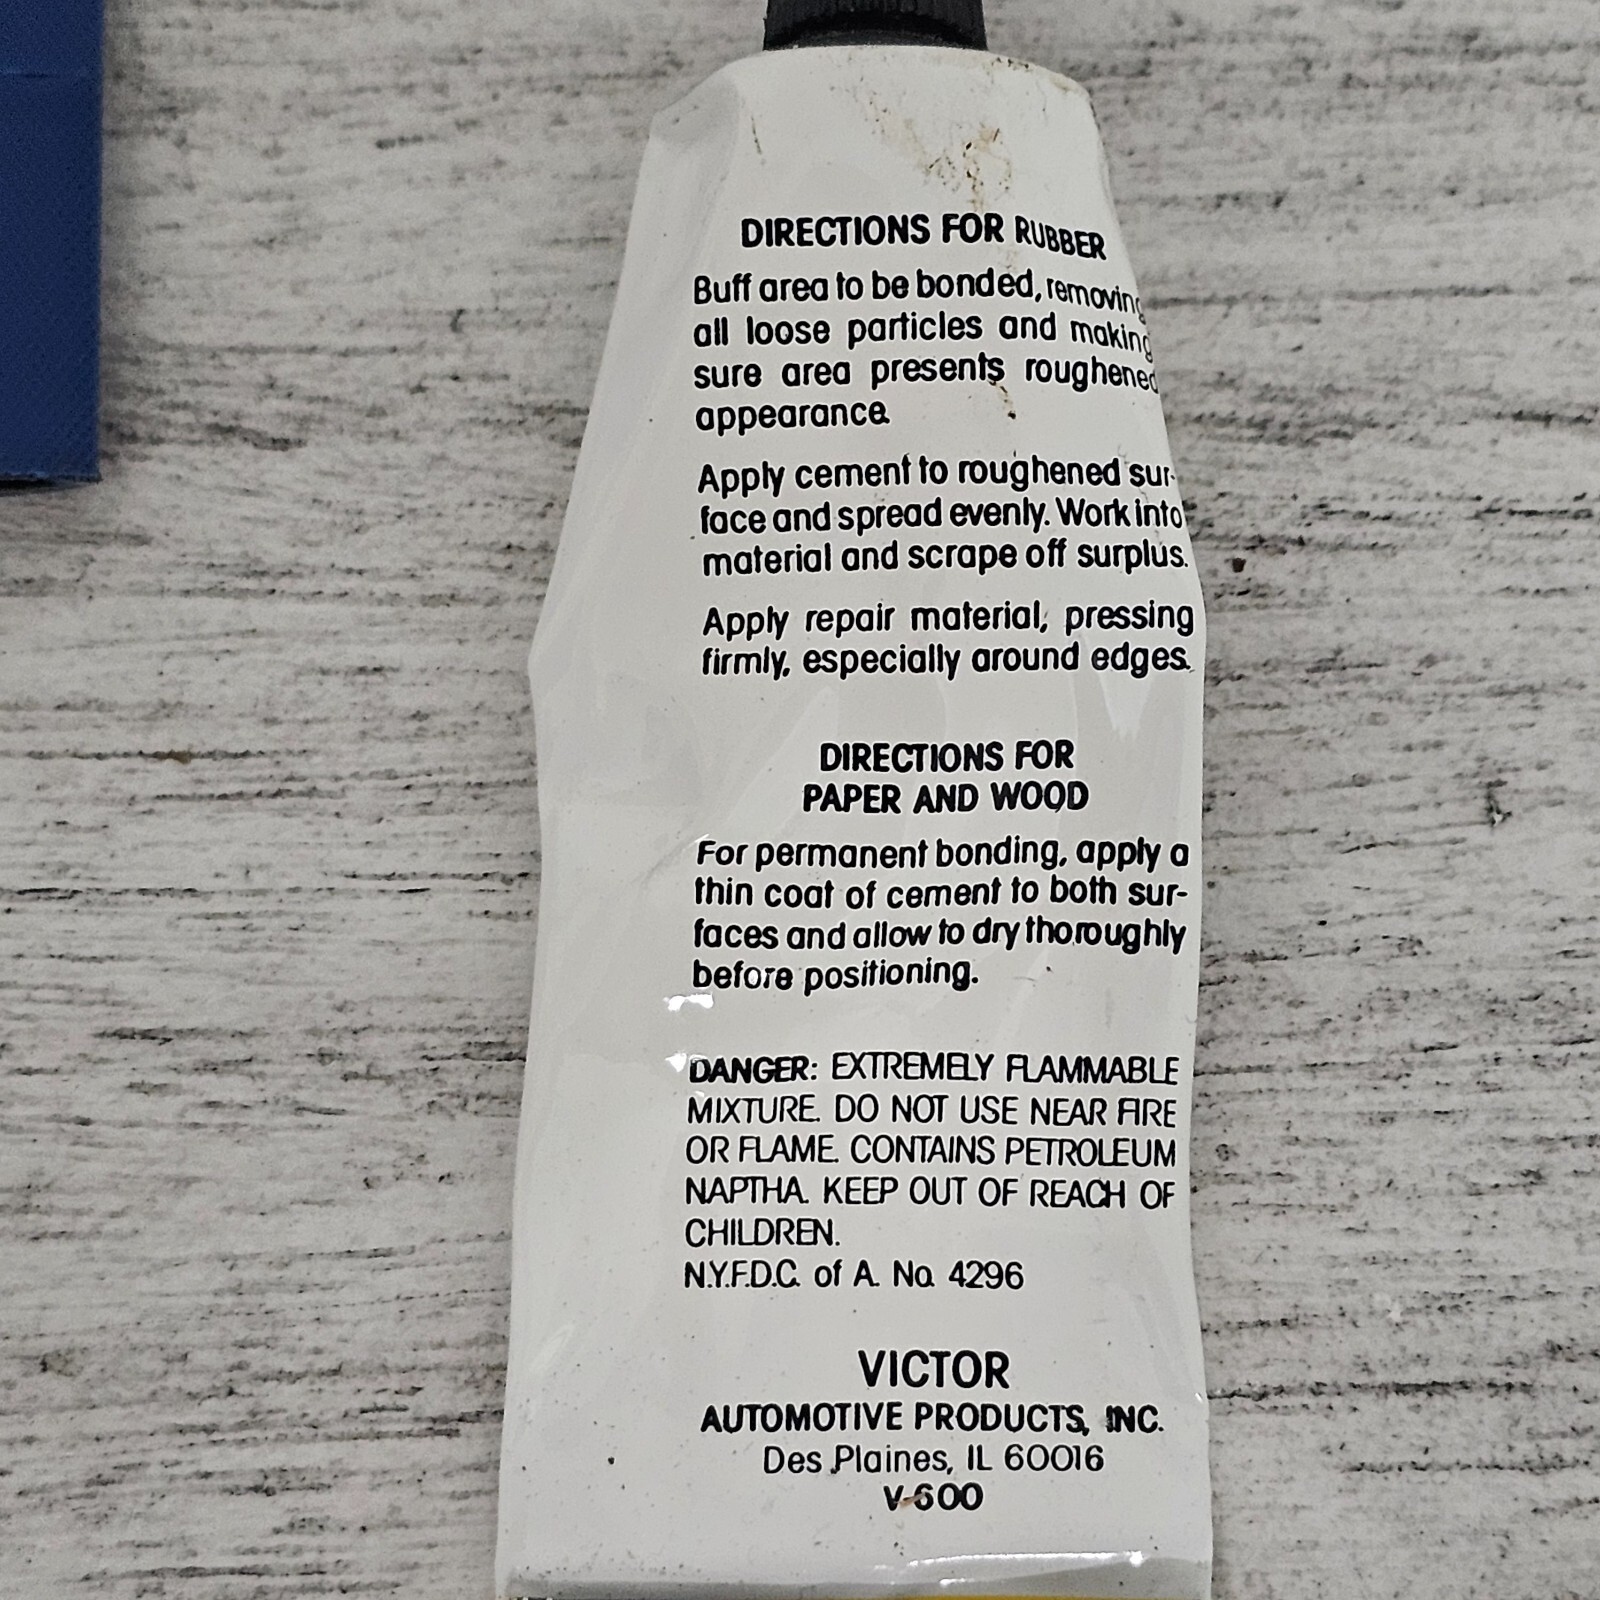 DIRECTIONS FOR RUBBER
Buff area to be bonded, removing
all loose particles and making
sure area presents roughened
appearance.
Apply cement to roughened sur-
face and spread evenly. Work into
material and scrape off surplus.
Apply repair material, pressing
firmly, especially around edges.
DIRECTIONS FOR
PAPER AND WOOD
For permanent bonding, apply a
thin coat of cement to both sur-
faces and allow to dry thoroughly
before positioning.
DANGER: EXTREMELY FLAMMABLE
MIXTURE. DO NOT USE NEAR FIRE
OR FLAME. CONTAINS PETROLEUM
NAPTHA. KEEP OUT OF REACH OF
CHILDREN.
N.Y.F.D.C. of A. No. 4296
VICTOR
AUTOMOTIVE PRODUCTS, INC.
Des Plaines, IL 60016
V-600